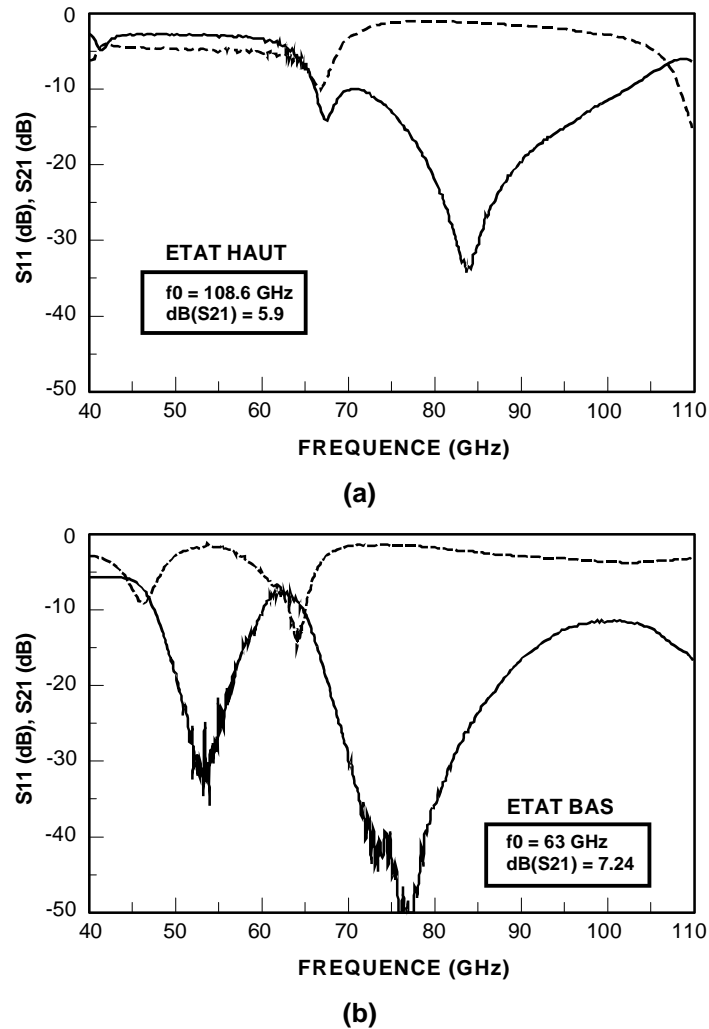 0
-10
-20
-30
-40
-50
S11 (dB), S21 (dB)
ETAT HAUT
f0 = 108.6 GHz
dB(S21) = 5.9
40 50 60 70 80 90 100 110
FREQUENCE (GHz)
(a)
0
-10
-20
-30
-40
-50
S11 (dB), S21 (dB)
ETAT BAS
f0 = 63 GHz
dB(S21) = 7.24
40 50 60 70 80 90 100 110
FREQUENCE (GHz)
(b)